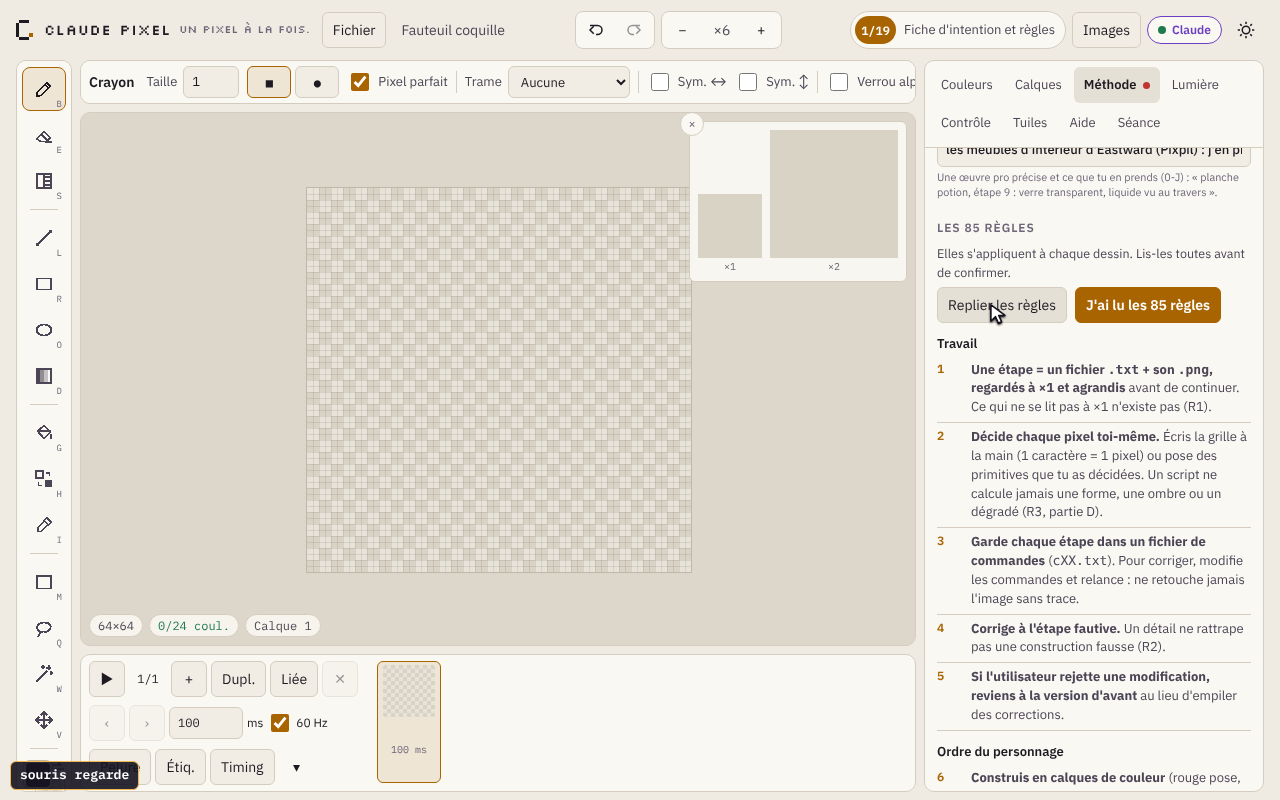 CLAUDE PIXEL UN PIXEL À LA FOIS. Fichier Fauteuil coquille − ×6 + 1/19 Fiche d'intention et règles Images Claude
Crayon Taille 1 Pixel parfait Trame Aucune Sym. Sym. Verrou alp
B
E
S
L
R
O
D
G
H
I
M
Q
W
V
×
×1 ×2
64×64 0/24 coul. Calque 1
1/1 + Dupl. Liée ×
‹ › 100 ms 60 Hz
Étiq. Timing
100 ms
souris regarde
Couleurs Calques Méthode Lumière
Contrôle Tuiles Aide Séance
les meubles d'intérieur d'Eastward (Pixpil) : j'en
Une œuvre pro précise et ce que tu en prends (0-J) : « planche
potion, étape 9 : verre transparent, liquide vu au travers ».
LES 85 RÈGLES
Elles s'appliquent à chaque dessin. Lis-les toutes avant
de confirmer.
Replier les règles J'ai lu les 85 règles
Travail
1 Une étape = un fichier .txt + son .png,
regardés à ×1 et agrandis avant de continuer.
Ce qui ne se lit pas à ×1 n'existe pas (R1).
2 Décide chaque pixel toi-même. Écris la grille à
la main (1 caractère = 1 pixel) ou pose des
primitives que tu as décidées. Un script ne
calcule jamais une forme, une ombre ou un
dégradé (R3, partie D).
3 Garde chaque étape dans un fichier de
commandes (cXX.txt). Pour corriger, modifie
les commandes et relance : ne retouche jamais
l'image sans trace.
4 Corrige à l'étape fautive. Un détail ne rattrape
pas une construction fausse (R2).
5 Si l'utilisateur rejette une modification,
reviens à la version d'avant au lieu d'empiler
des corrections.
Ordre du personnage
6 Construis en calques de couleur (rouge pose,